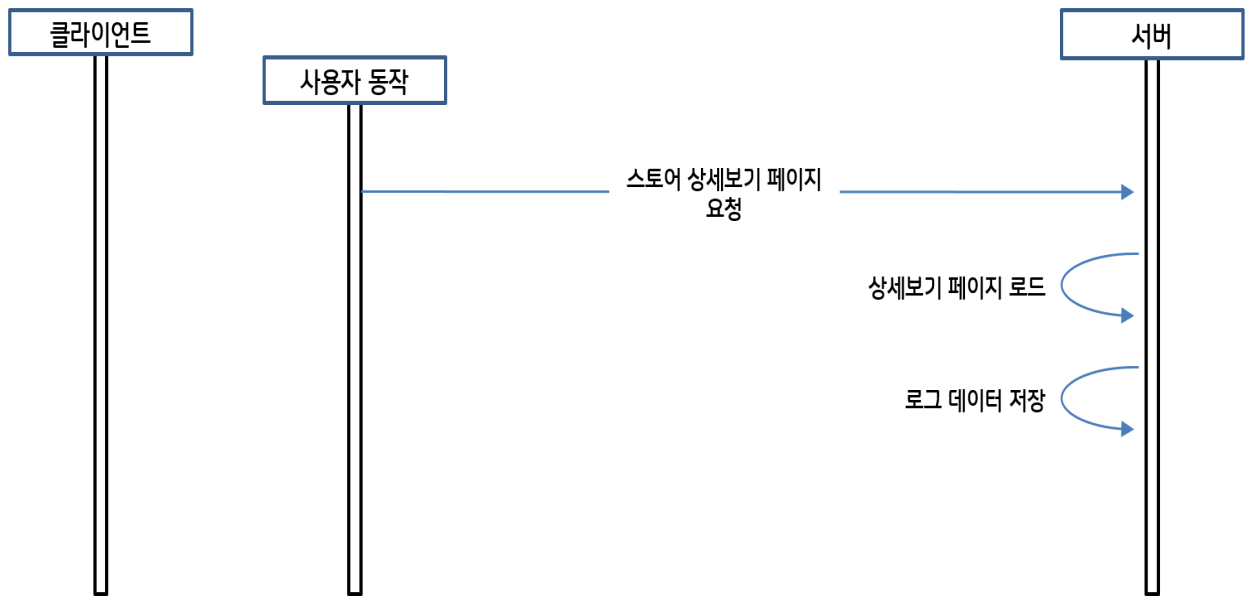 클라이언트
서버
사용자 동작
스토어 상세보기 페이지
요청
상세보기 페이지 로드
로그 데이터 저장